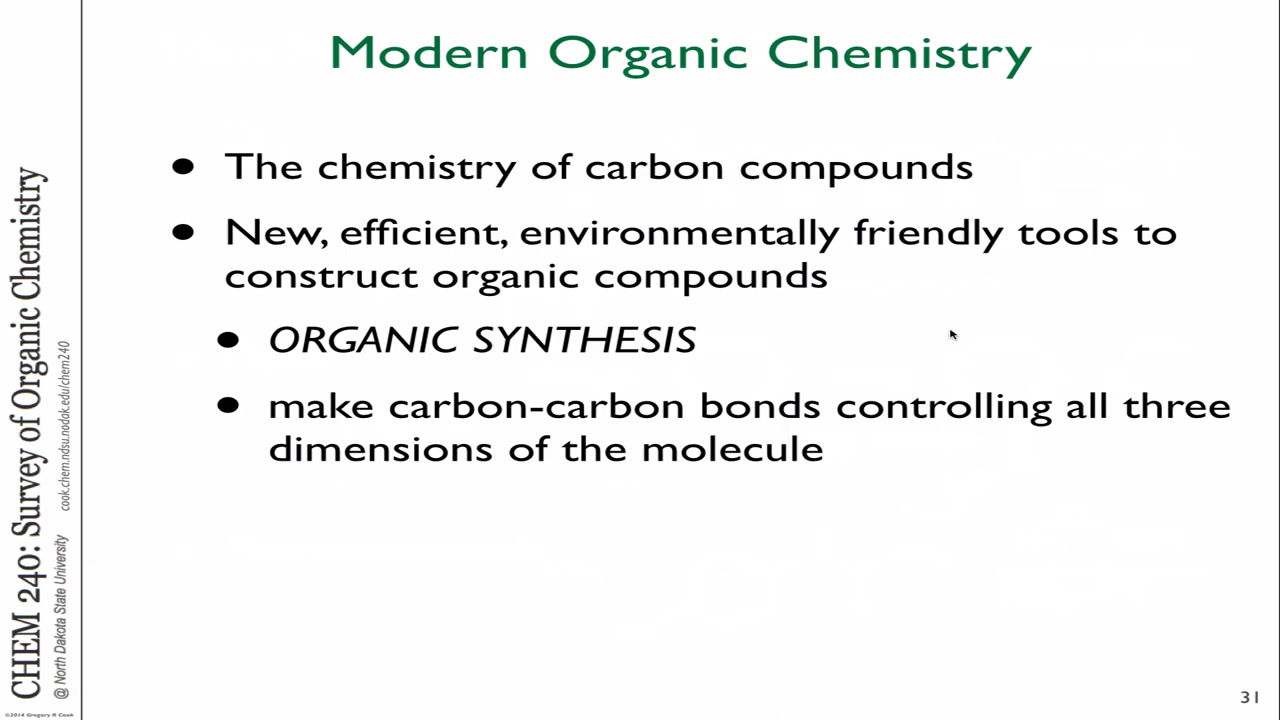 Modern Organic Chemistry
• The chemistry of carbon compounds
• New, efficient, environmentally friendly tools to
construct organic compounds
• ORGANIC SYNTHESIS
• make carbon-carbon bonds controlling all three
dimensions of the molecule
CHEM 240: Survey of Organic Chemistry
@ North Dakota State University
cook.chem.ndsu.nodak.edu/chem240
©2014 Gregory R Cook
31